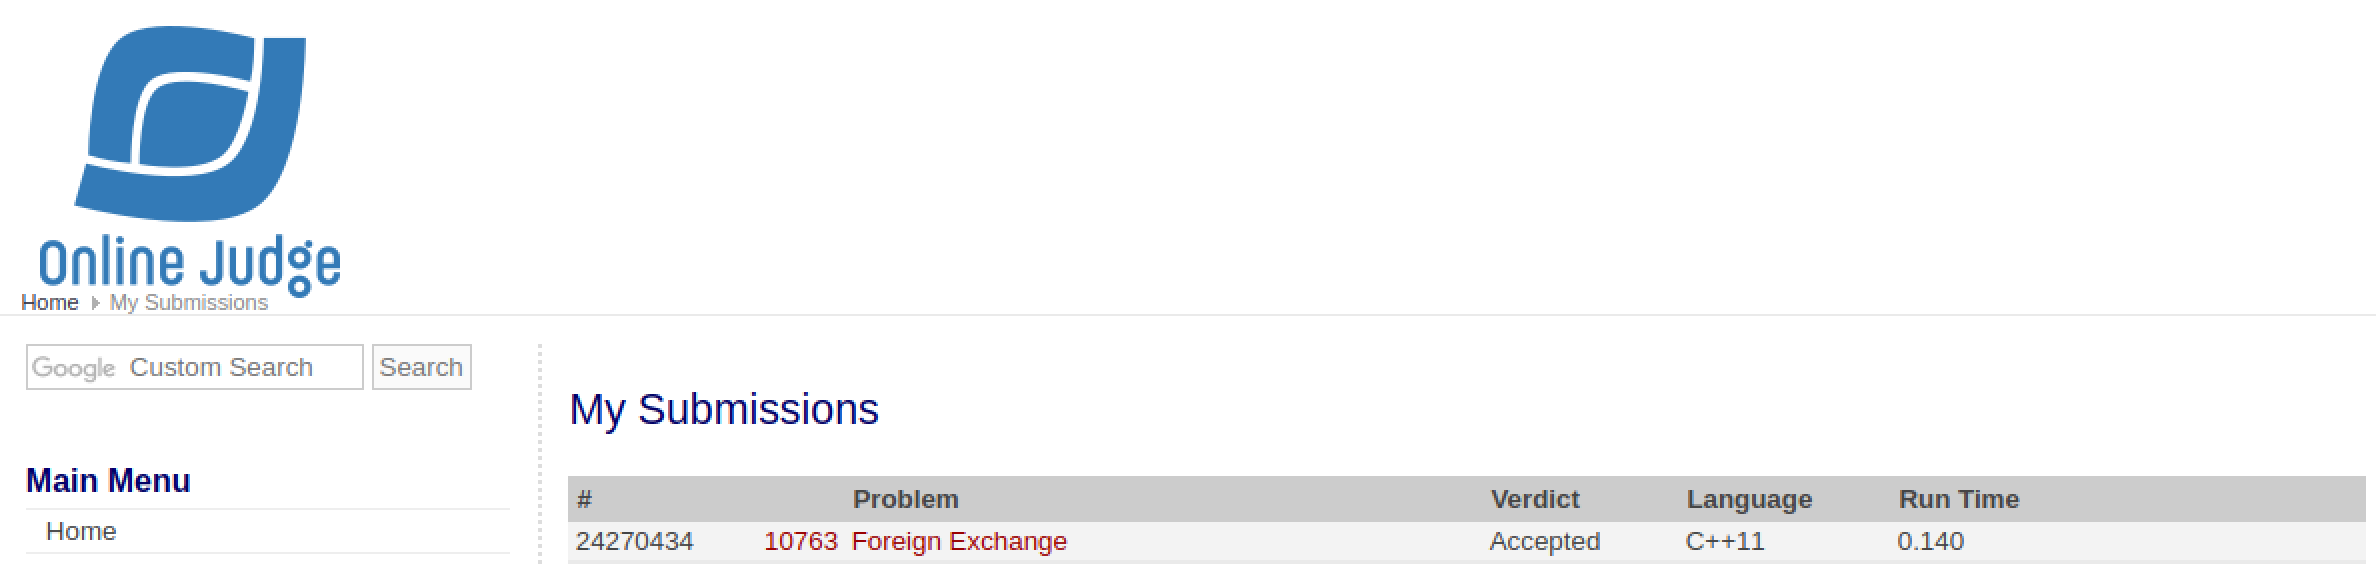 Online Judge
Home My Submissions
Google Custom Search Search
My Submissions
Main Menu
# Problem Verdict Language Run Time
Home
24270434 10763 Foreign Exchange Accepted C++11 0.140